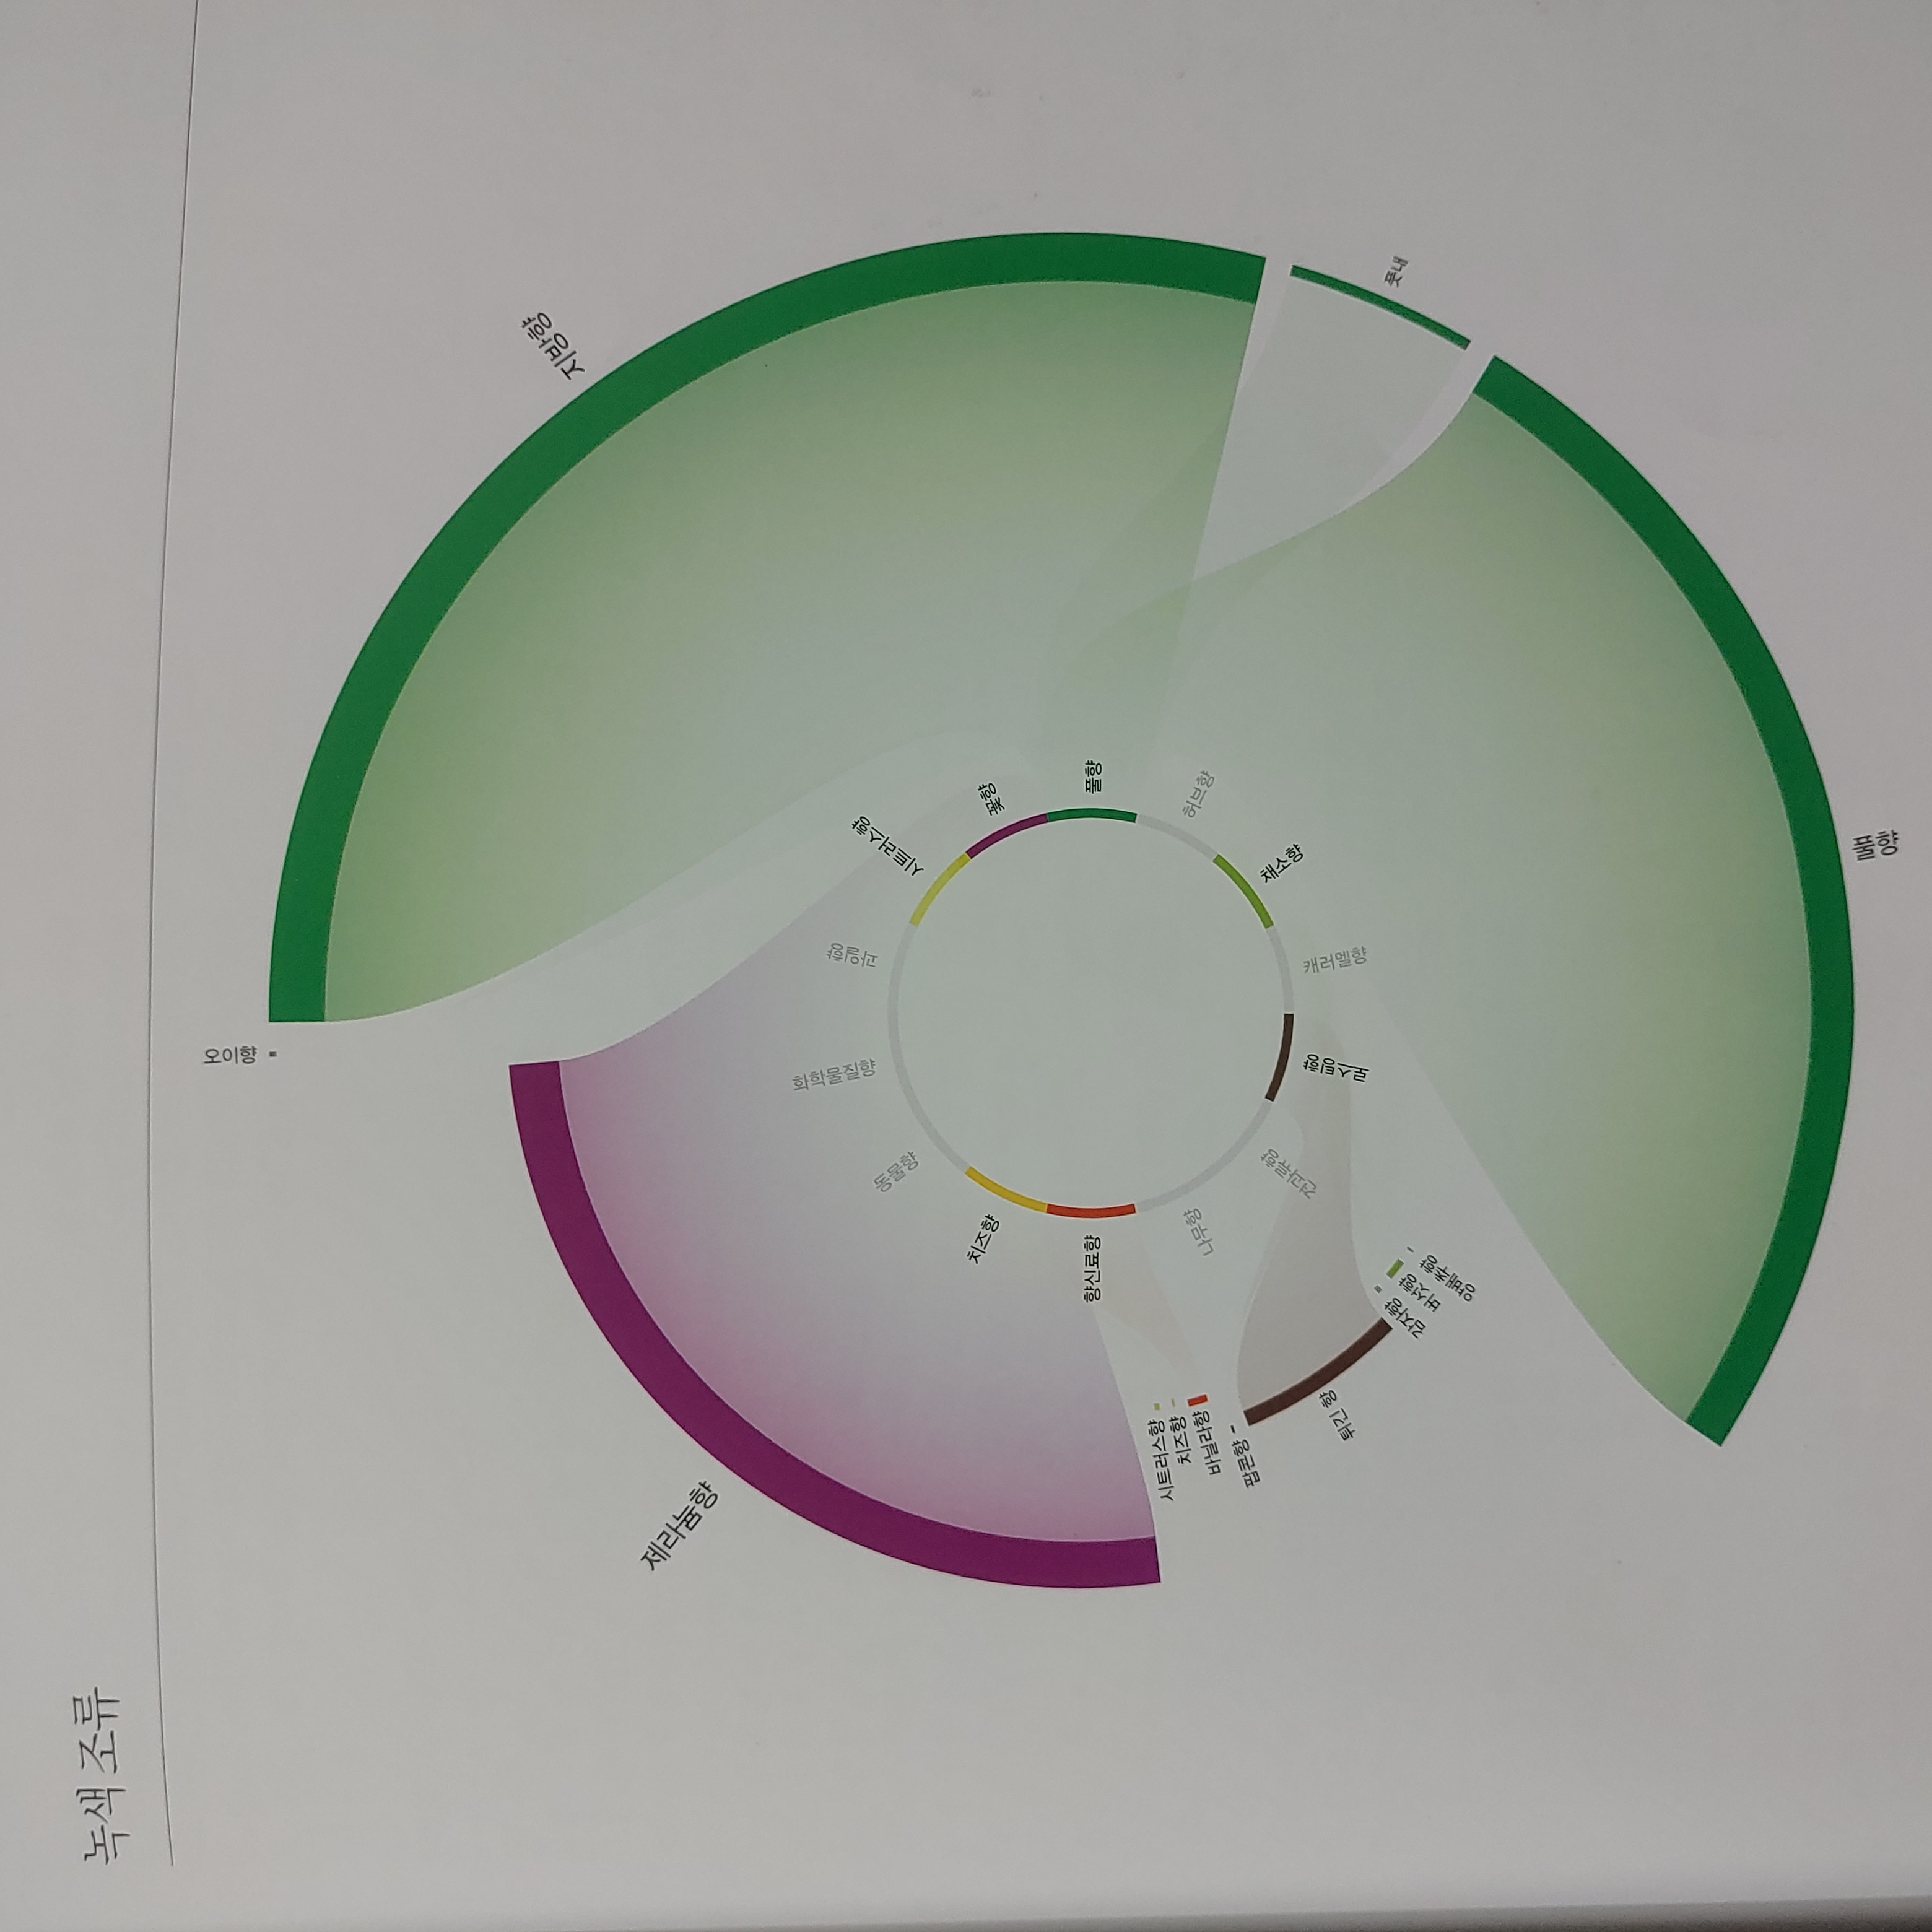 녹색 조류
오이향
지방향
제라늄향
화학물질향
과일향
시트러스향
동물향
치즈향
꽃향
향신료향
풀향
시트러스향
치즈향
바닐라향
나무향
허브향
팝콘향
견과류향
로스팅향
캐러멜향
채소향
튀긴 향
감자향
버섯향
양배추향
풋내
풀향